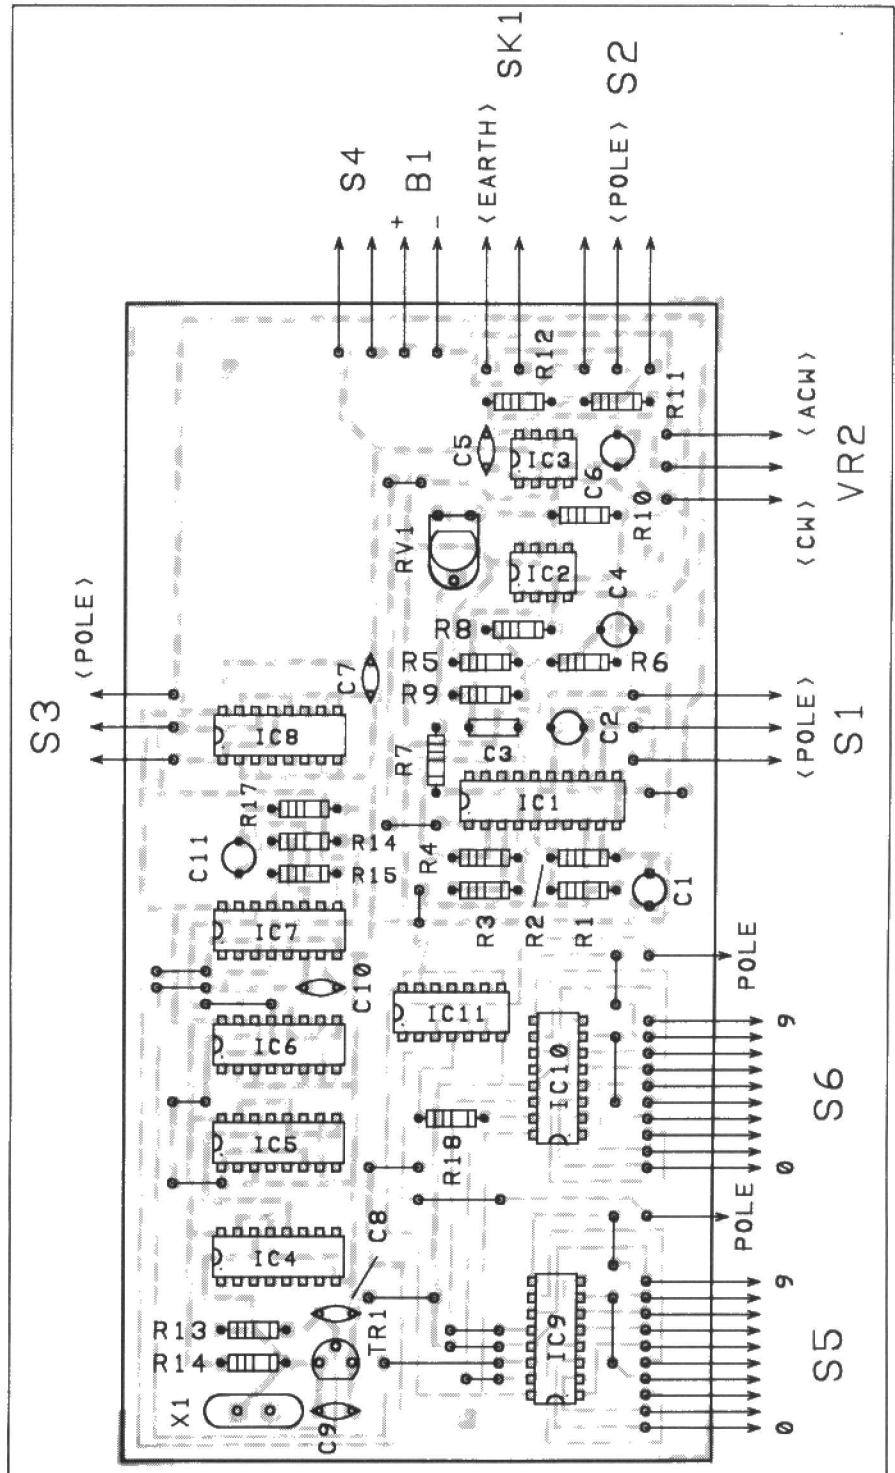 SK1
S2
<EARTH>
<POLE>
S4
B1
+
-
R12
R11
<ACW>
VR2
<CW>
C5
IC3
C6
R10
RV1
IC2
C4
<POLE>
S3
R8
R5
R6
C7
R9
IC8
R7
C3
C2
<POLE>
S1
R17
IC1
C11
R14
R15
R4
R3
R2
R1
C1
IC7
POLE
C10
IC11
IC6
IC10
9
S6
IC5
R18
0
POLE
C8
IC4
R13
R14
TR1
IC9
9
S5
X1
C9
0